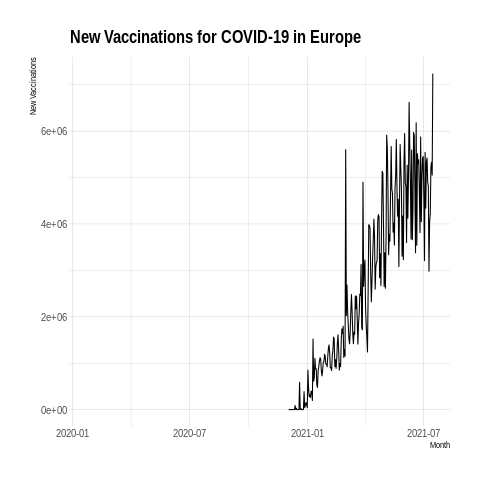 New Vaccinations for COVID-19 in Europe
New Vaccinations
6e+06
4e+06
2e+06
0e+00
2020-01 2020-07 2021-01 2021-07
Month